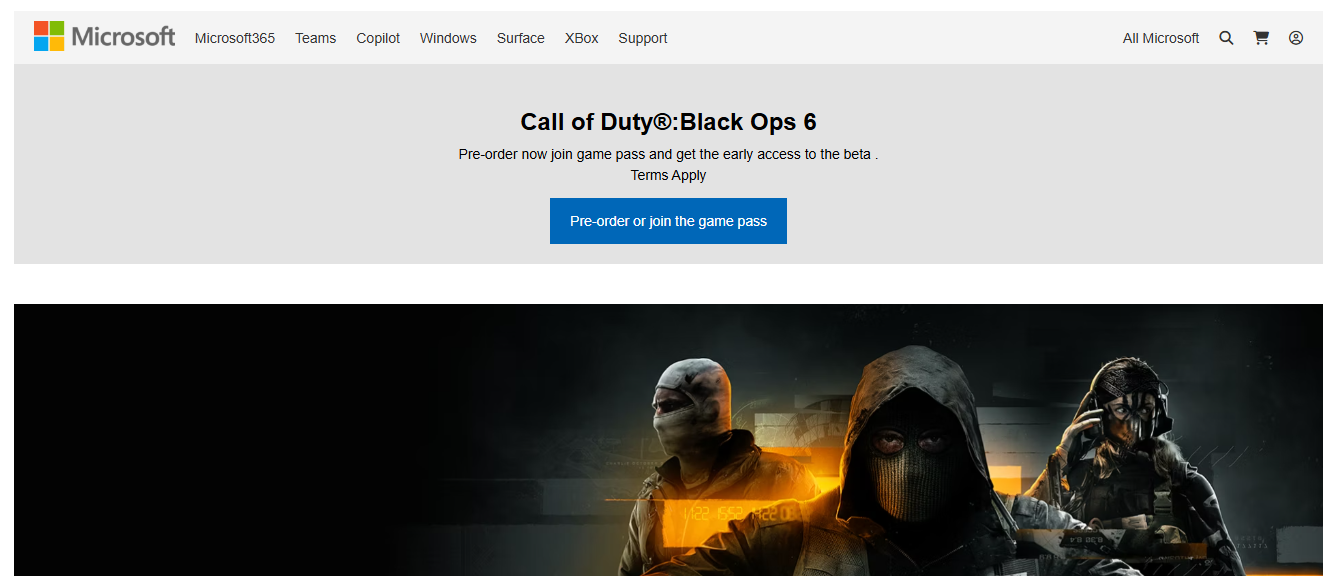 Microsoft Microsoft365 Teams Copilot Windows Surface XBox Support All Microsoft
Call of Duty®:Black Ops 6
Pre-order now join game pass and get the early access to the beta .
Terms Apply
Pre-order or join the game pass